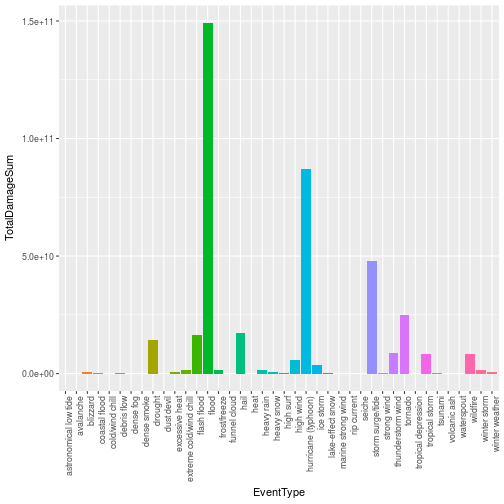 1.5e+11
1.0e+11
5.0e+10
0.0e+00
TotalDamageSum
astronomical low tide
avalanche
blizzard
coastal flood
cold/wind chill
debris flow
dense fog
dense smoke
drought
dust devil
excessive heat
extreme cold/wind chill
flash flood
flood
frost/freeze
funnel cloud
hail
heat
heavy rain
heavy snow
high surf
high wind
hurricane (typhoon)
ice storm
lake-effect snow
marine strong wind
rip current
seiche
storm surge/tide
strong wind
thunderstorm wind
tornado
tropical depression
tropical storm
tsunami
volcanic ash
waterspout
wildfire
winter storm
winter weather
EventType